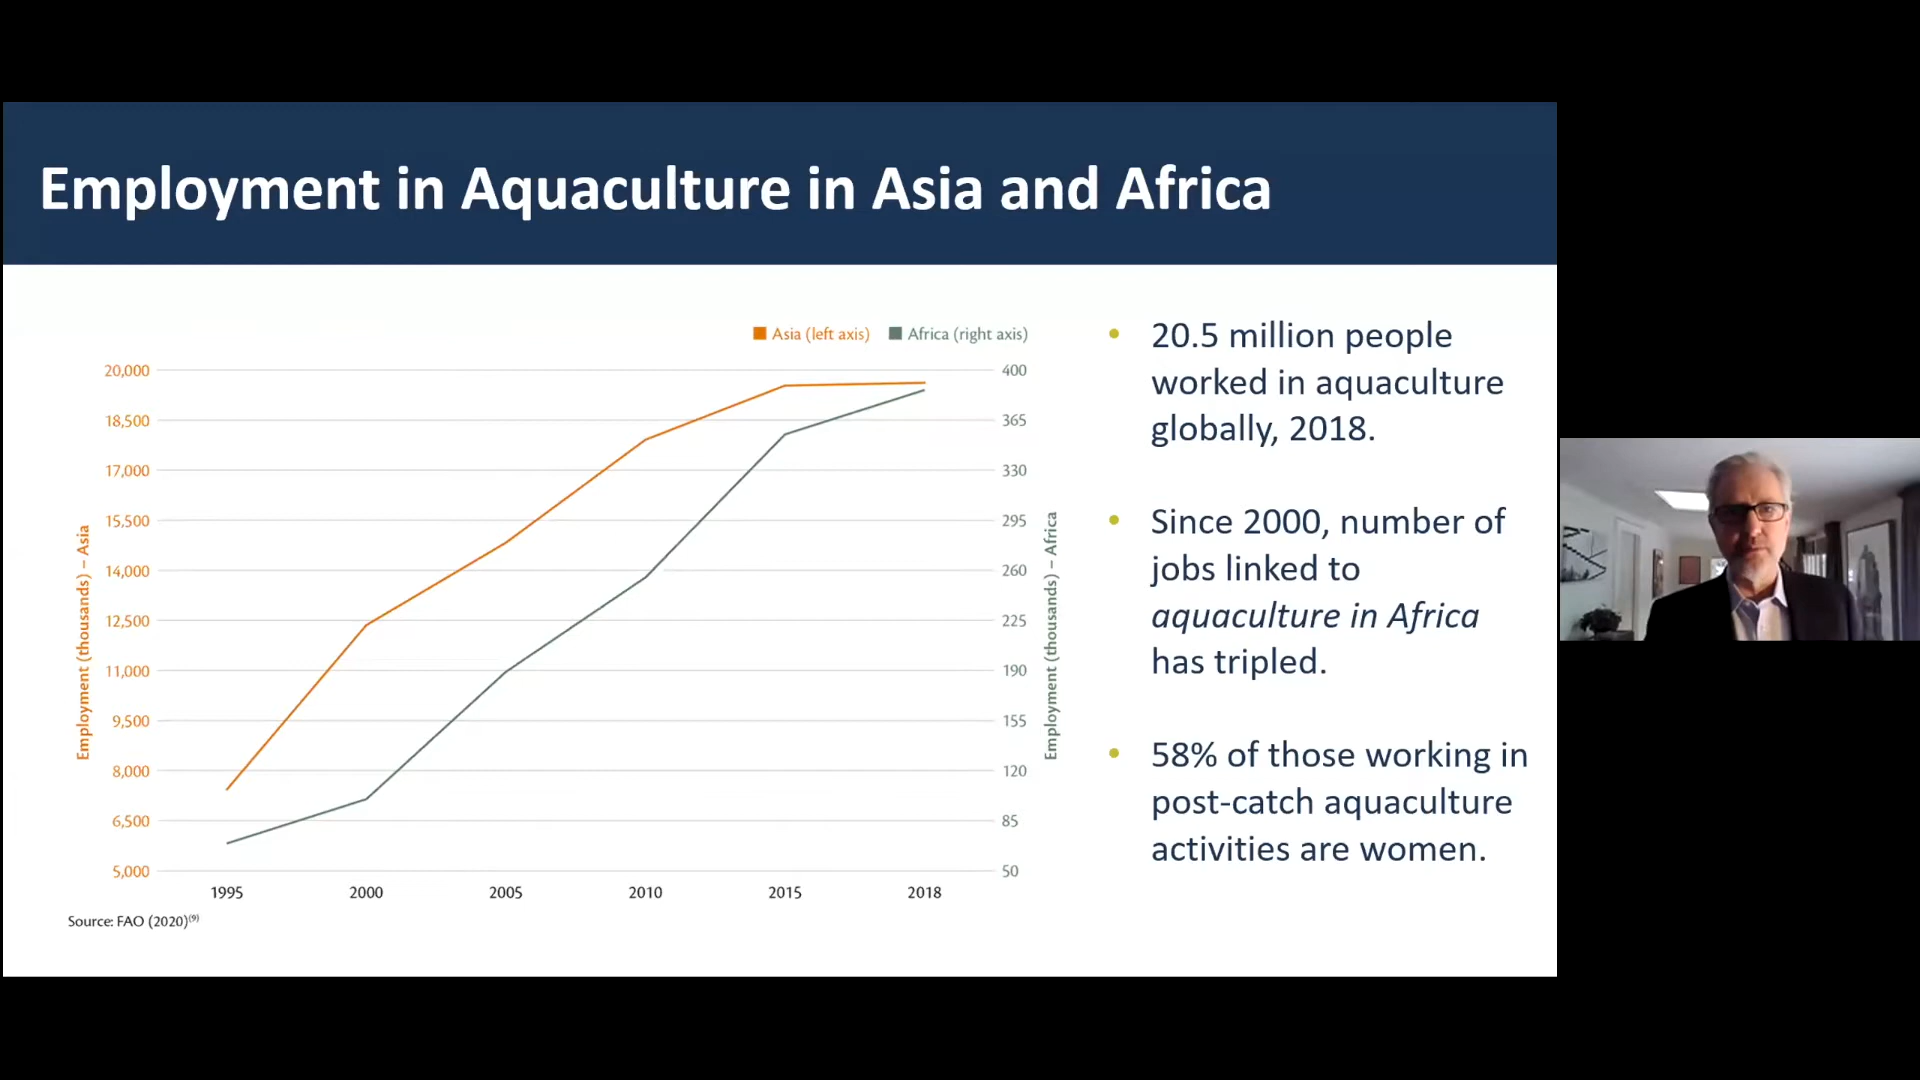 Employment in Aquaculture in Asia and Africa
Asia (left axis)
Africa (right axis)
Employment (thousands) – Asia
20,000
18,500
17,000
15,500
14,000
12,500
11,000
9,500
8,000
6,500
5,000
400
365
330
295
260
225
190
155
120
85
50
Employment (thousands) – Africa
1995
2000
2005
2010
2015
2018
Source: FAO (2020)(9)
• 20.5 million people
worked in aquaculture
globally, 2018.
• Since 2000, number of
jobs linked to
aquaculture in Africa
has tripled.
• 58% of those working in
post-catch aquaculture
activities are women.